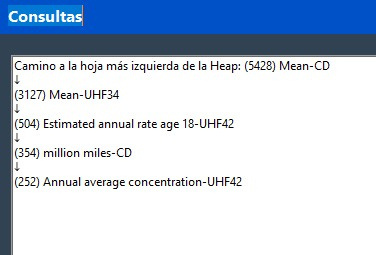 Consultas
Camino a la hoja más izquierda de la Heap: (5428) Mean-CD
↓
(3127) Mean-UHF34
↓
(504) Estimated annual rate age 18-UHF42
↓
(354) million miles-CD
↓
(252) Annual average concentration-UHF42